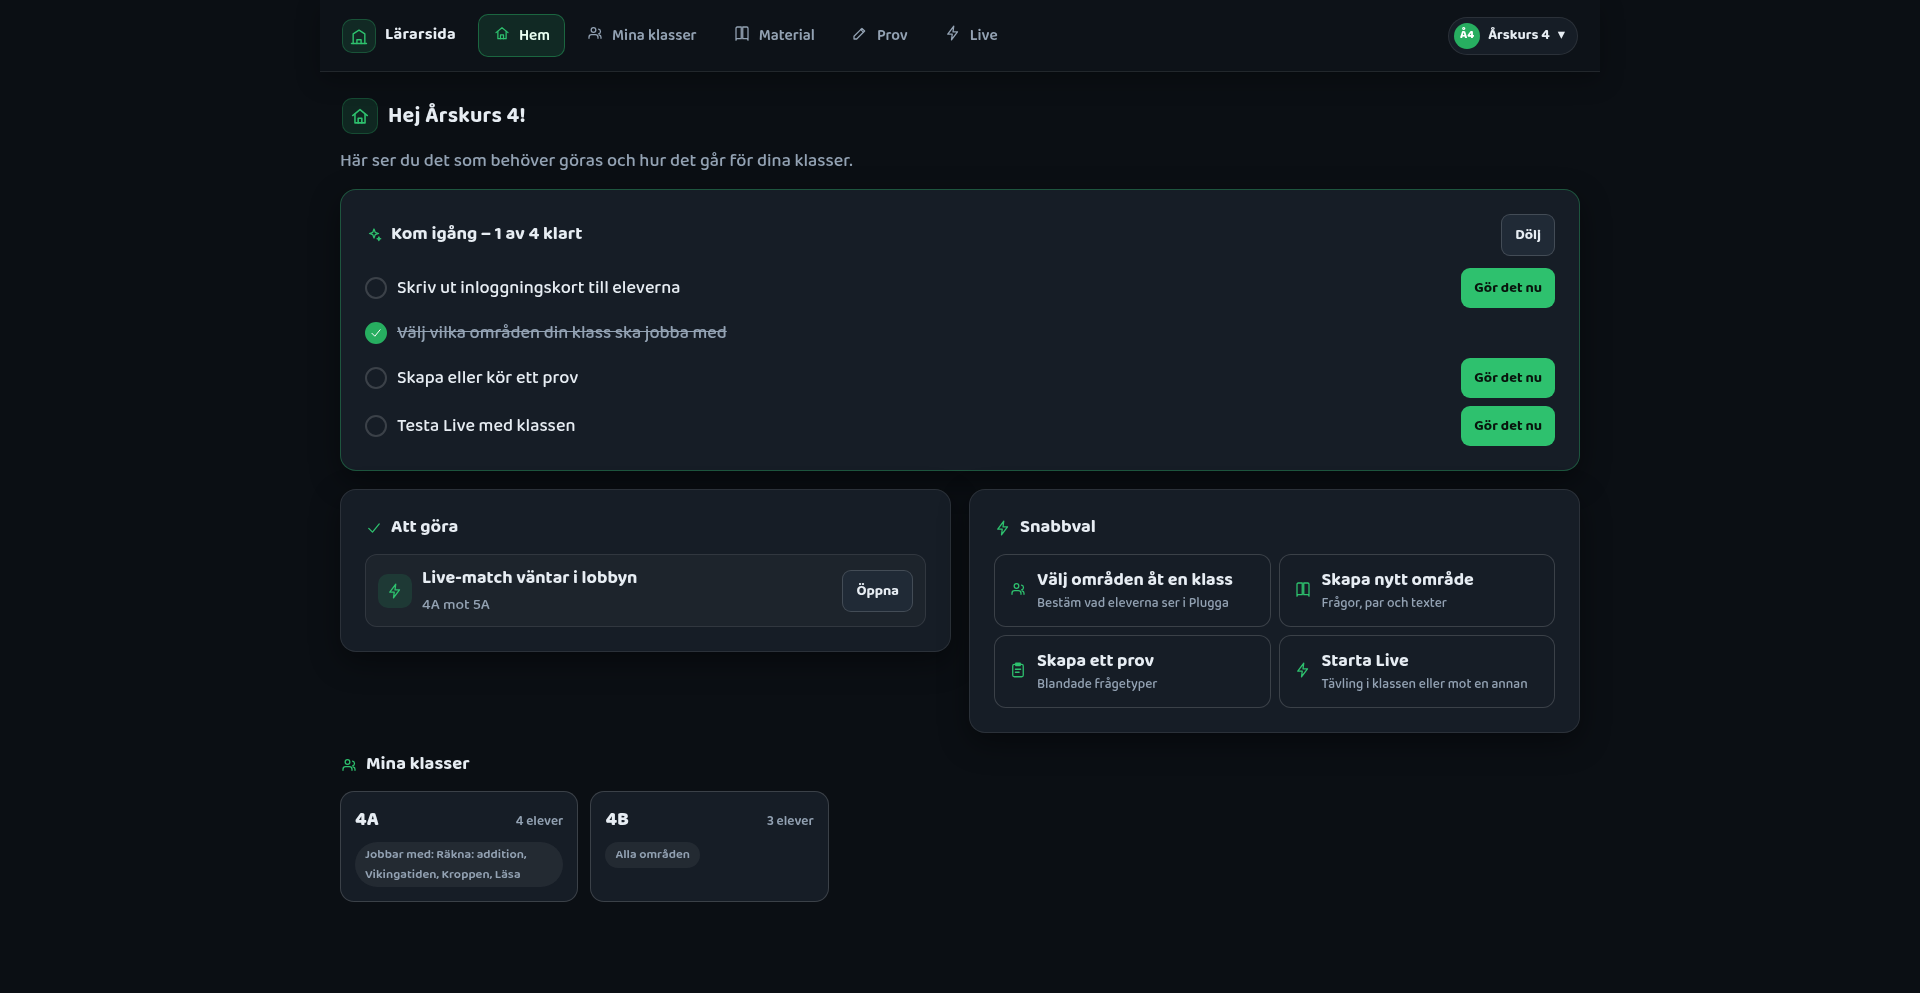 Lärarsida
Hem
Mina klasser
Material
Prov
Live
Å4
Årskurs 4 ▼
Hej Årskurs 4!
Här ser du det som behöver göras och hur det går för dina klasser.
Kom igång – 1 av 4 klart
Dölj
Skriv ut inloggningskort till eleverna
Gör det nu
Välj vilka områden din klass ska jobba med
Skapa eller kör ett prov
Gör det nu
Testa Live med klassen
Gör det nu
Att göra
Live-match väntar i lobbyn
4A mot 5A
Öppna
Snabbval
Välj områden åt en klass
Bestäm vad eleverna ser i Plugga
Skapa nytt område
Frågor, par och texter
Skapa ett prov
Blandade frågetyper
Starta Live
Tävling i klassen eller mot en annan
Mina klasser
4A
4 elever
Jobbar med: Räkna: addition,
Vikingatiden, Kroppen, Läsa
4B
3 elever
Alla områden